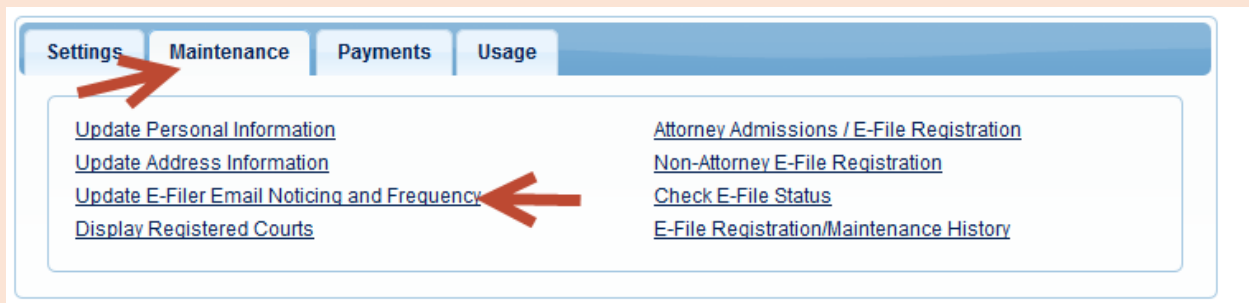 Settings Maintenance Payments Usage
Update Personal Information
Update Address Information
Update E-Filer Email Noticing and Frequency
Display Registered Courts
Attorney Admissions / E-File Registration
Non-Attorney E-File Registration
Check E-File Status
E-File Registration/Maintenance History